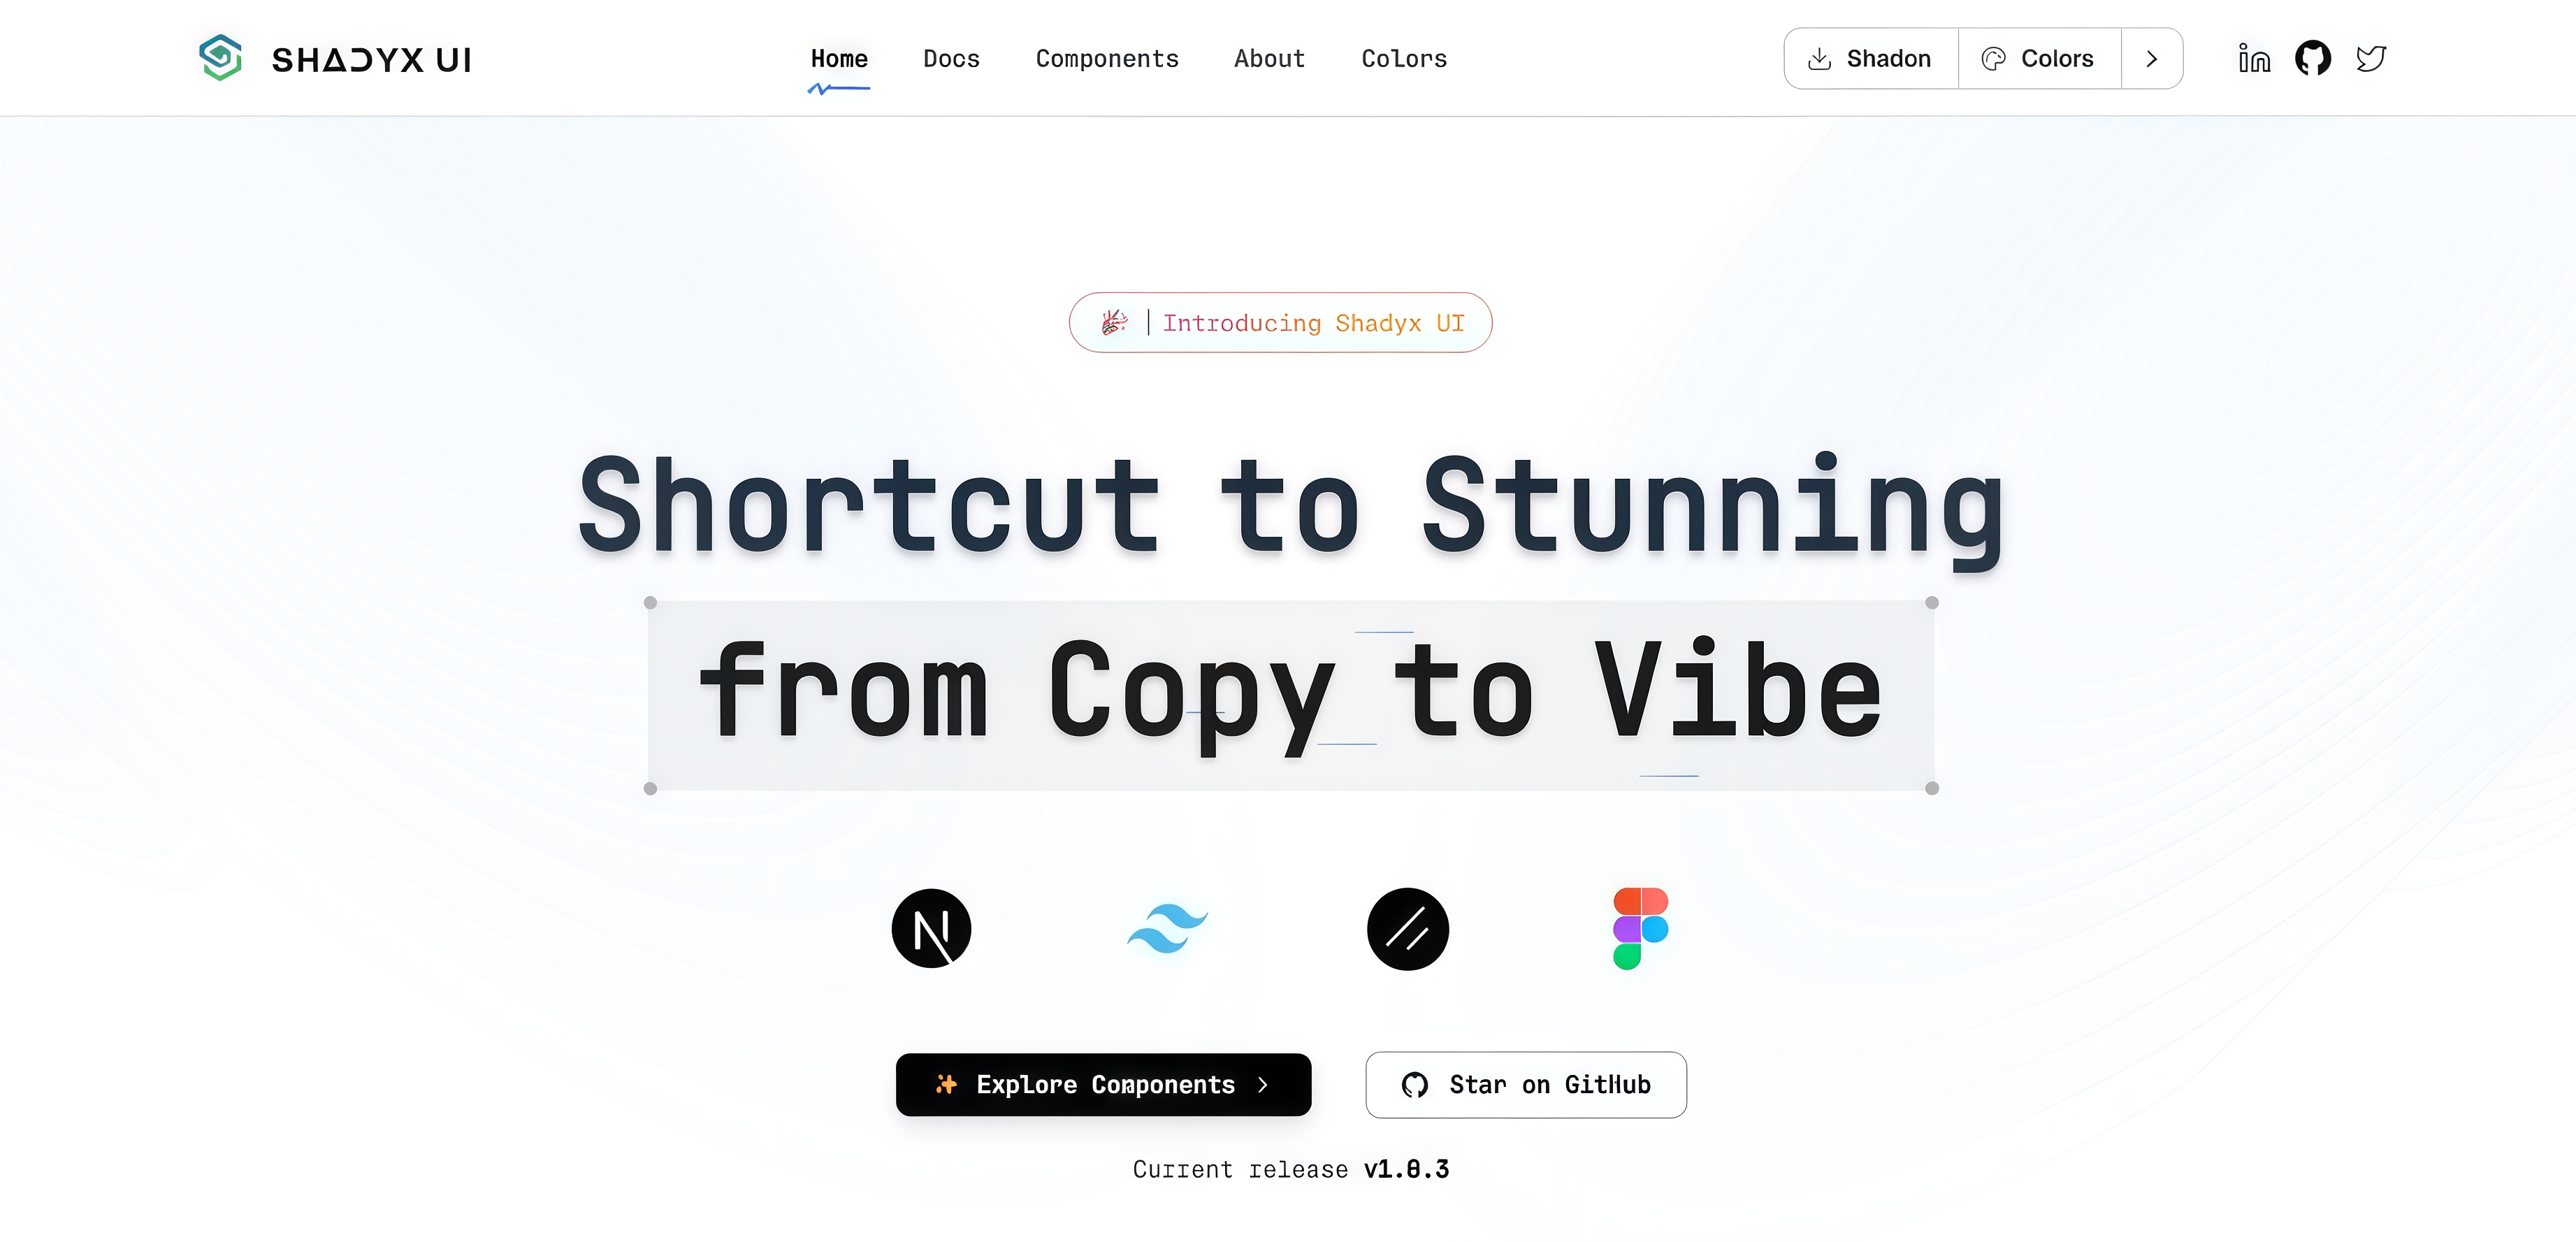 SHADYX UI
Home Docs Components About Colors
Shadon Colors
Introducing Shadyx UI
Shortcut to Stunning
from Copy to Vibe
Explore Components
Star on GitHub
Current release v1.0.3